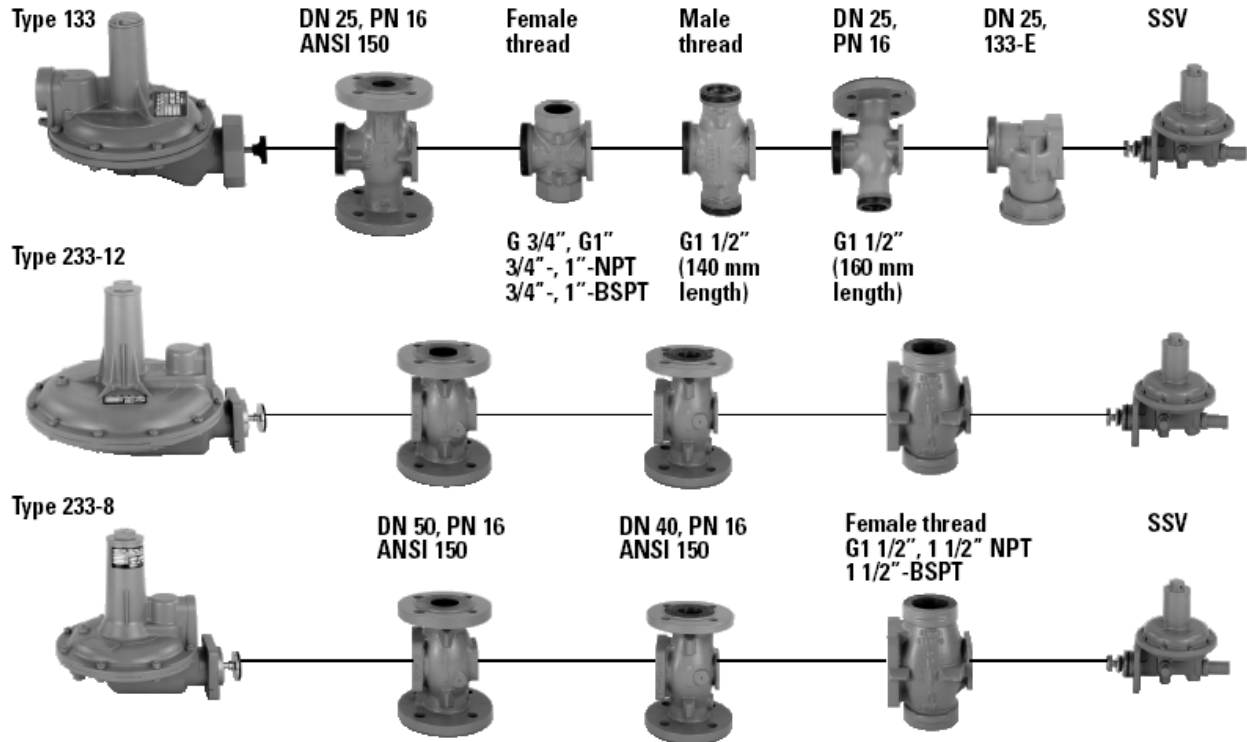 Type 133
DN 25, PN 16
ANSI 150
Female
thread
Male
thread
DN 25,
PN 16
DN 25,
133-E
SSV
G 3/4", G1"
3/4"-, 1"-NPT
3/4"-, 1"-BSPT
G1 1/2"
(140 mm
length)
G1 1/2"
(160 mm
length)
Type 233-12
Type 233-8
DN 50, PN 16
ANSI 150
DN 40, PN 16
ANSI 150
Female thread
G1 1/2", 1 1/2" NPT
1 1/2"-BSPT
SSV